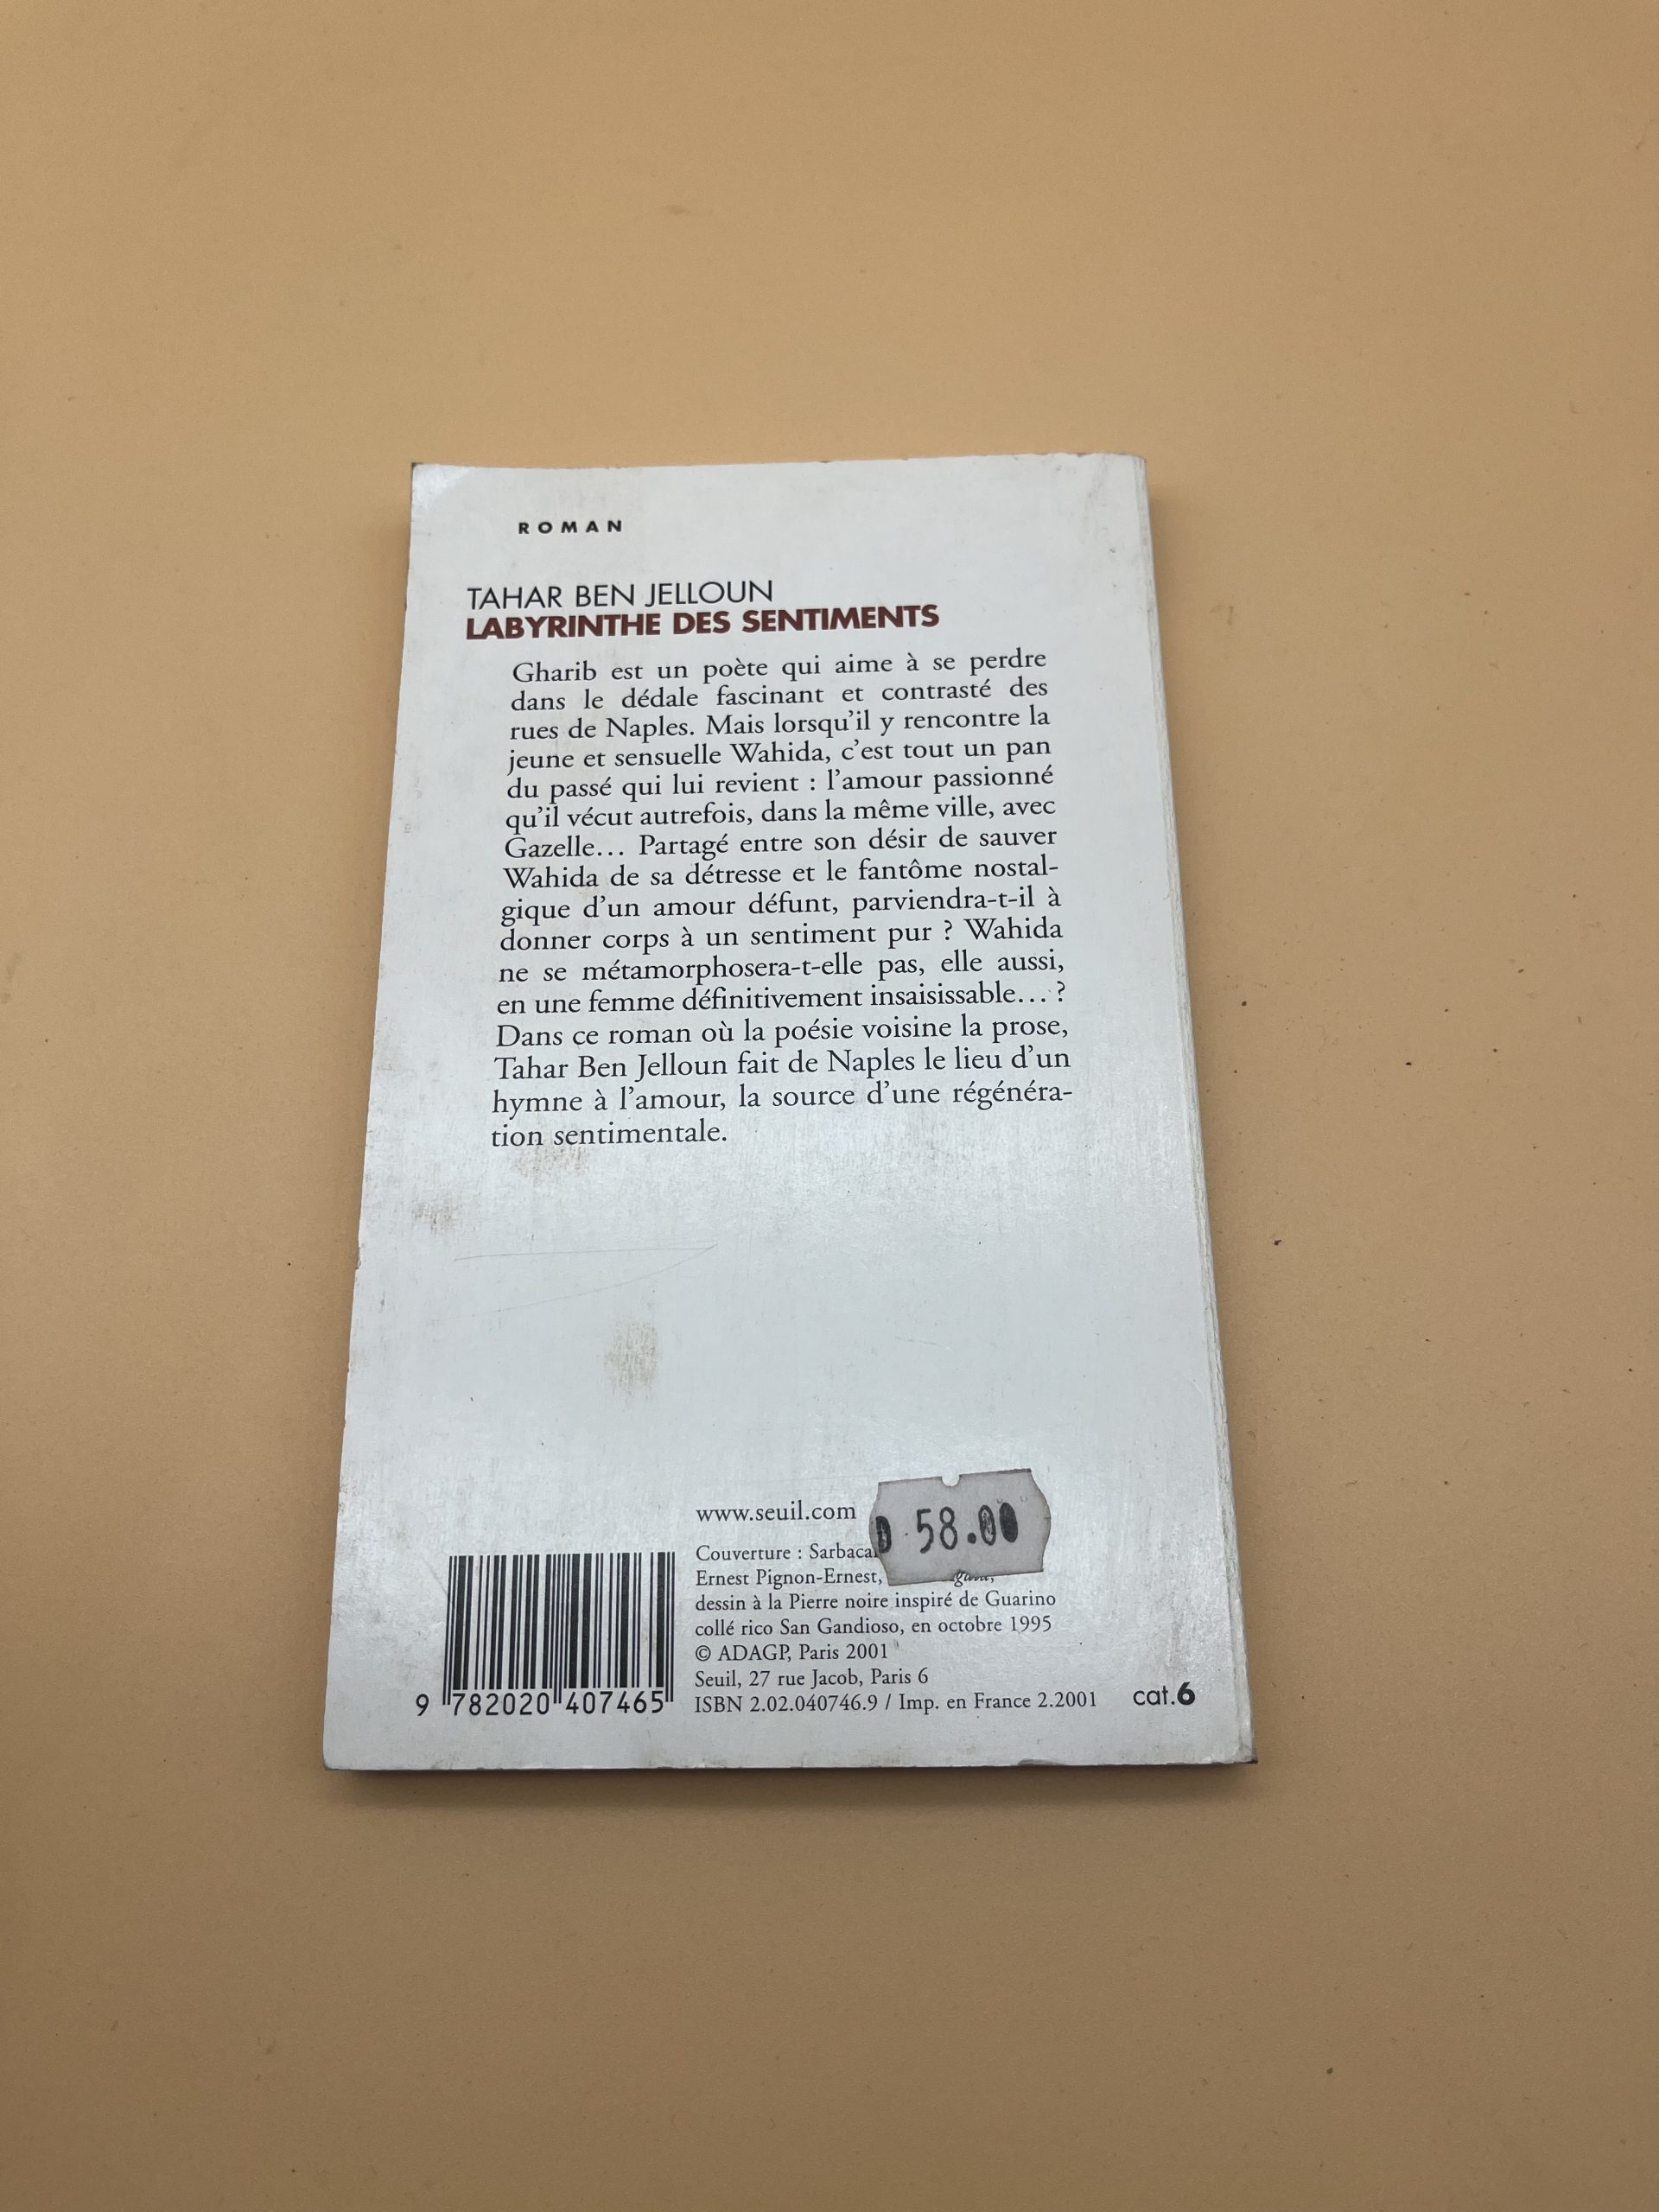 ROMAN
TAHAR BEN JELLOUN
LABYRINTHE DES SENTIMENTS
Gharib est un poète qui aime à se perdre
dans le dédale fascinant et contrasté des
rues de Naples. Mais lorsqu'il y rencontre la
jeune et sensuelle Wahida, c'est tout un pan
du passé qui lui revient : l'amour passionné
qu'il vécut autrefois, dans la même ville, avec
Gazelle... Partagé entre son désir de sauver
Wahida de sa détresse et le fantôme nostal-
gique d'un amour défunt, parviendra-t-il à
donner corps à un sentiment pur ? Wahida
ne se métamorphosera-t-elle pas, elle aussi,
en une femme définitivement insaisissable... ?
Dans ce roman où la poésie voisine la prose,
Tahar Ben Jelloun fait de Naples le lieu d'un
hymne à l'amour, la source d'une régénéra-
tion sentimentale.
www.seuil.com
58.00
Couverture :
Ernest Pignon-Ernest,
dessin à la Pierre noire inspiré de Guarino
collé rico San Gandioso, en octobre 1995
© ADAGP, Paris 2001
Seuil, 27 rue Jacob, Paris 6
ISBN 2.02.040746.9 / Imp. en France 2.2001
cat.6
9 782020 407465